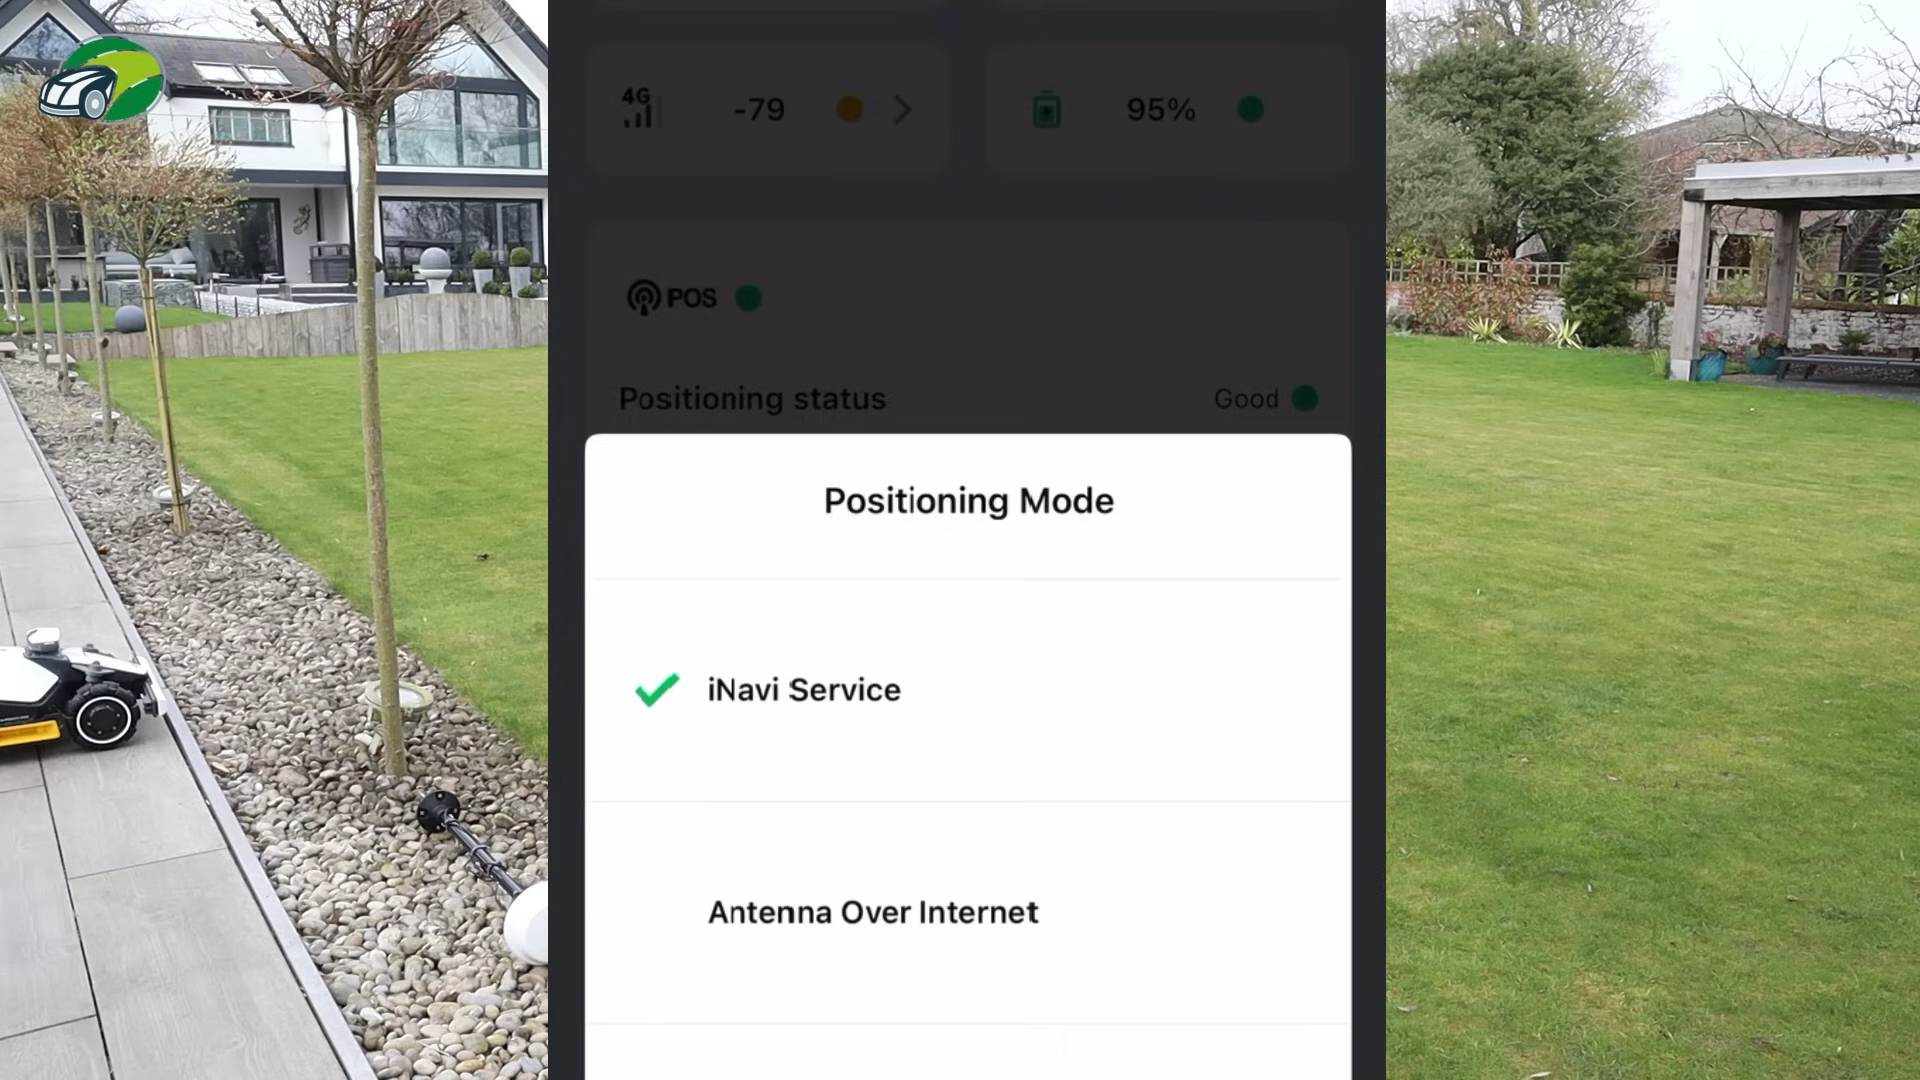 4G -79 95%
POS
Positioning status Good
Positioning Mode
iNavi Service
Antenna Over Internet